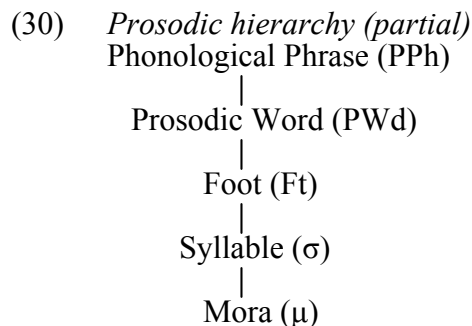 (30) Prosodic hierarchy (partial)
Phonological Phrase (PPh)
Prosodic Word (PWd)
Foot (Ft)
Syllable (σ)
Mora (μ)